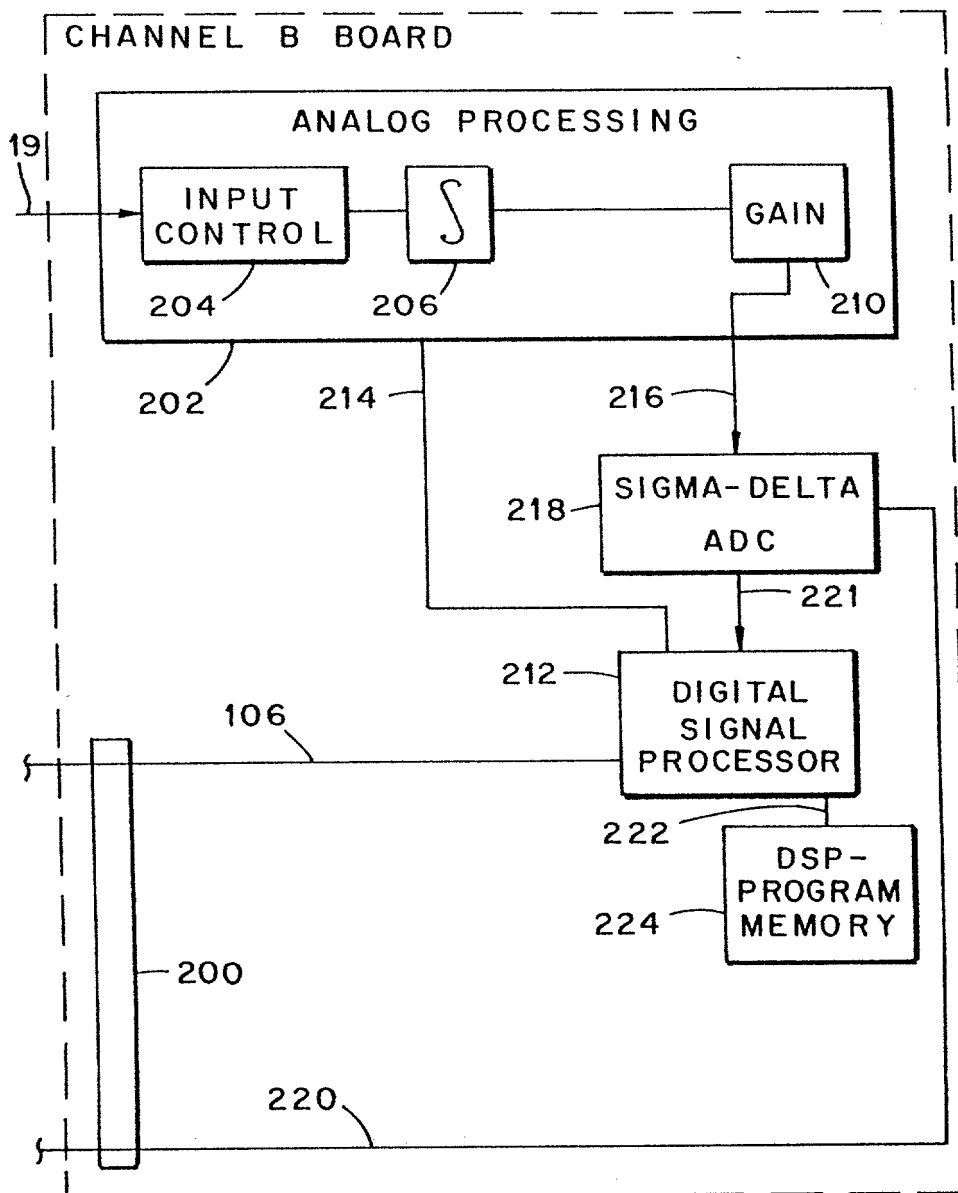 CHANNEL B BOARD
ANALOG PROCESSING
19
INPUT
CONTROL
∫
GAIN
204
206
210
202
214
216
218
SIGMA-DELTA
ADC
221
212
DIGITAL
SIGNAL
PROCESSOR
106
222
DSP-
PROGRAM
MEMORY
224
200
220